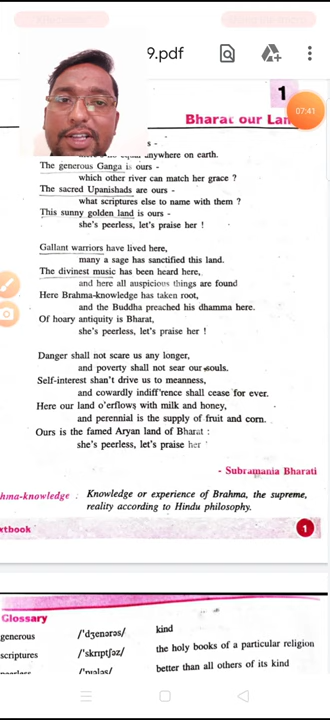 9.pdf
1
07:41
Bharat our Lan
s -
anywhere on earth.
The generous Ganga is ours -
which other river can match her grace ?
The sacred Upanishads are ours -
what scriptures else to name with them ?
This sunny golden land is ours -
she's peerless, let's praise her !
Gallant warriors have lived here,
many a sage has sanctified this land.
The divinest music has been heard here,
and here all auspicious things are found
Here Brahma-knowledge has taken root,
and the Buddha preached his dhamma here.
Of hoary antiquity is Bharat,
she's peerless, let's praise her !
Danger shall not scare us any longer,
and poverty shall not sear our souls.
Self-interest shan't drive us to meanness,
and cowardly indiff'rence shall cease for ever.
Here our land o'erflows with milk and honey,
and perennial is the supply of fruit and corn.
Ours is the famed Aryan land of Bharat :
she's peerless, let's praise her
- Subramania Bharati
hma-knowledge : Knowledge or experience of Brahma, the supreme,
reality according to Hindu philosophy.
xtbook
1
Glossary
generous /'dʒenərəs/ kind
scriptures /'skrɪptʃəz/ the holy books of a particular religion
better than all others of its kind